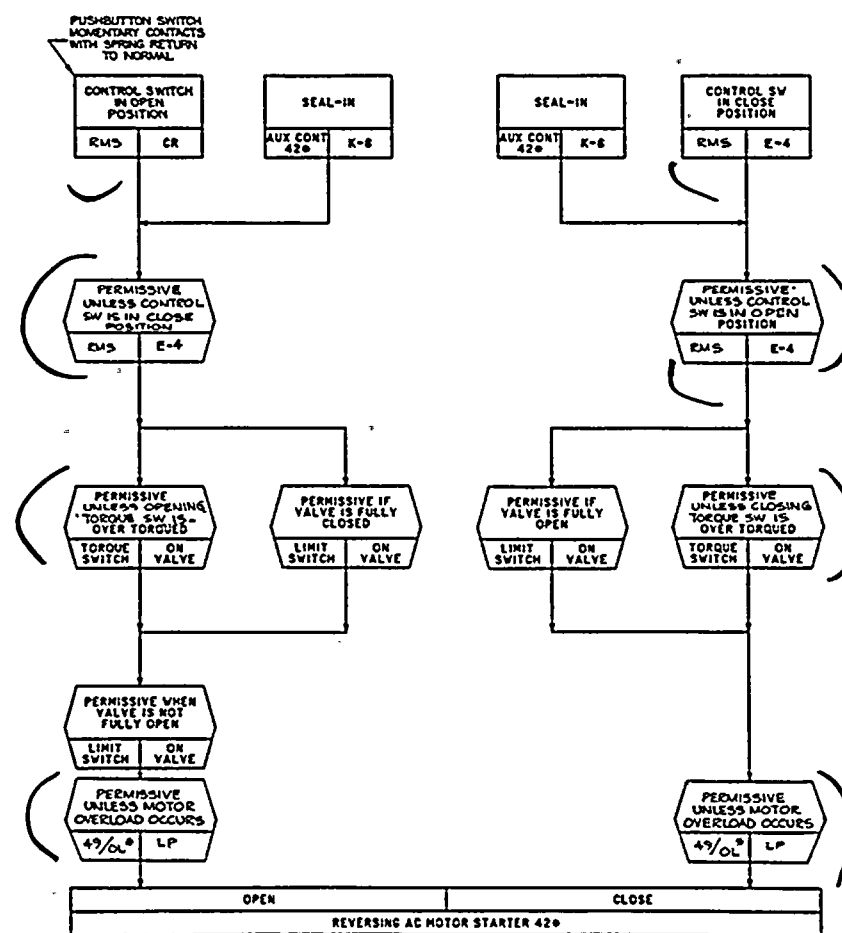 PUSHBUTTON SWITCH
MOMENTARY CONTACTS
WITH SPRING RETURN
TO NORMAL
CONTROL SWITCH
IN OPEN
POSITION
RMS CR
SEAL-IN
AUX CONT
42* K-6
SEAL-IN
AUX CONT
42* K-6
CONTROL SW
IN CLOSE
POSITION
RMS E-4
PERMISSIVE
UNLESS CONTROL
SW IS IN CLOSE
POSITION
RMS E-4
PERMISSIVE
UNLESS CONTROL
SW IS IN OPEN
POSITION
RMS E-4
PERMISSIVE
UNLESS OPENING
TORQUE SW IS
OVER TORQUED
TORQUE
SWITCH
ON
VALVE
PERMISSIVE IF
VALVE IS FULLY
CLOSED
LIMIT
SWITCH
ON
VALVE
PERMISSIVE IF
VALVE IS FULLY
OPEN
LIMIT
SWITCH
ON
VALVE
PERMISSIVE
UNLESS CLOSING
TORQUE SW IS
OVER TORQUED
TORQUE
SWITCH
ON
VALVE
PERMISSIVE WHEN
VALVE IS NOT
FULLY OPEN
LIMIT
SWITCH
ON
VALVE
PERMISSIVE
UNLESS MOTOR
OVERLOAD OCCURS
49/OL* LP
PERMISSIVE
UNLESS MOTOR
OVERLOAD OCCURS
49/OL* LP
OPEN CLOSE
REVERSING AC MOTOR STARTER 42*